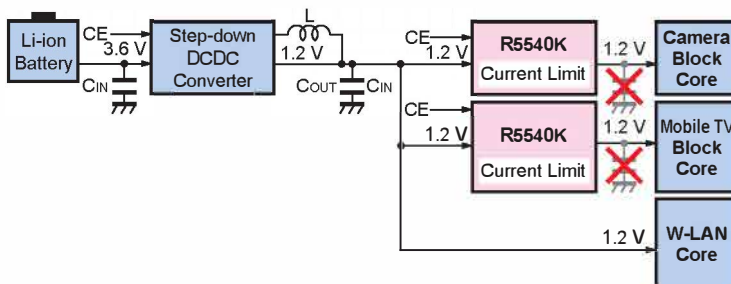 Li-ion
Battery
CE
3.6 V
CIN
Step-down
DCDC
Converter
L
1.2 V
COUT
CIN
CE
1.2 V
R5540K
Current Limit
1.2 V
Camera
Block
Core
CE
1.2 V
R5540K
Current Limit
1.2 V
Mobile TV
Block
Core
1.2 V
W-LAN
Core